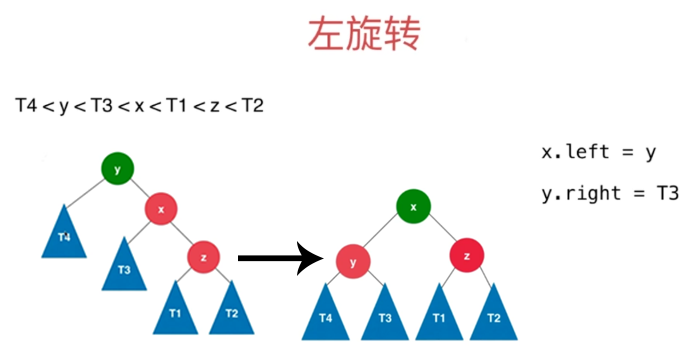 左旋转
T4 < y < T3 < x < T1 < z < T2
x.left = y
y.right = T3
y
x
T4
z
T3
T1
T2
x
y
z
T4
T3
T1
T2